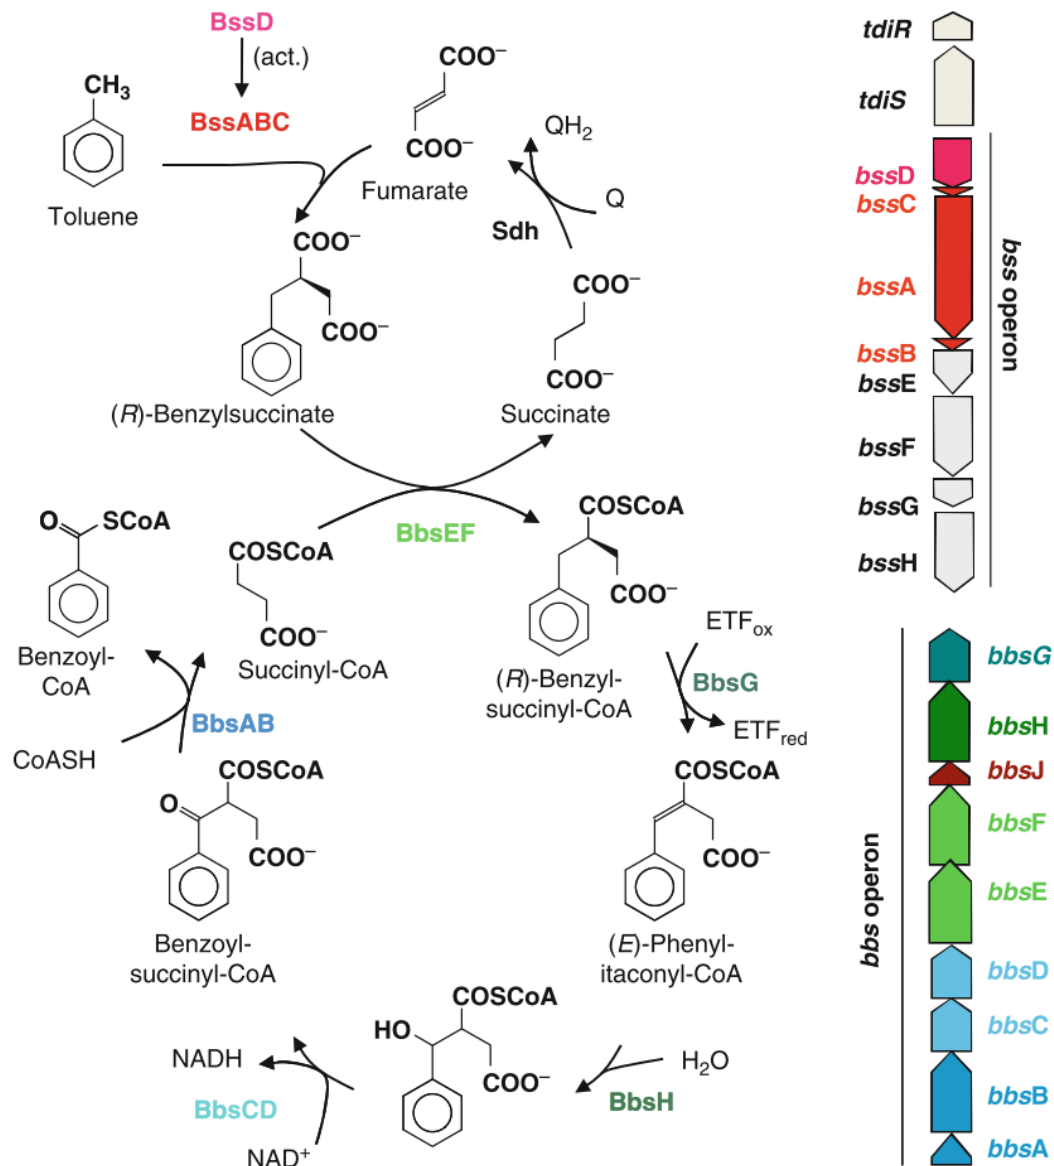 BssD
(act.)
CH₃
BssABC
Toluene
COO⁻
COO⁻
Fumarate
QH₂
Q
Sdh
COO⁻
COO⁻
(R)-Benzylsuccinate
COO⁻
COO⁻
Succinate
BbsEF
O
SCoA
Benzoyl-
CoA
COSCoA
COO⁻
Succinyl-CoA
COSCoA
COO⁻
(R)-Benzyl-
succinyl-CoA
ETFox
BbsG
ETFred
BbsAB
CoASH
COSCoA
O
COO⁻
Benzoyl-
succinyl-CoA
COSCoA
COO⁻
(E)-Phenyl-
itaconyl-CoA
COSCoA
HO
COO⁻
H₂O
BbsH
NADH
BbsCD
NAD⁺
tdiR
tdiS
bssD
bssC
bssA
bssB
bssE
bssF
bssG
bssH
bss operon
bbsG
bbsH
bbsJ
bbsF
bbsE
bbsD
bbsC
bbsB
bbsA
bbs operon